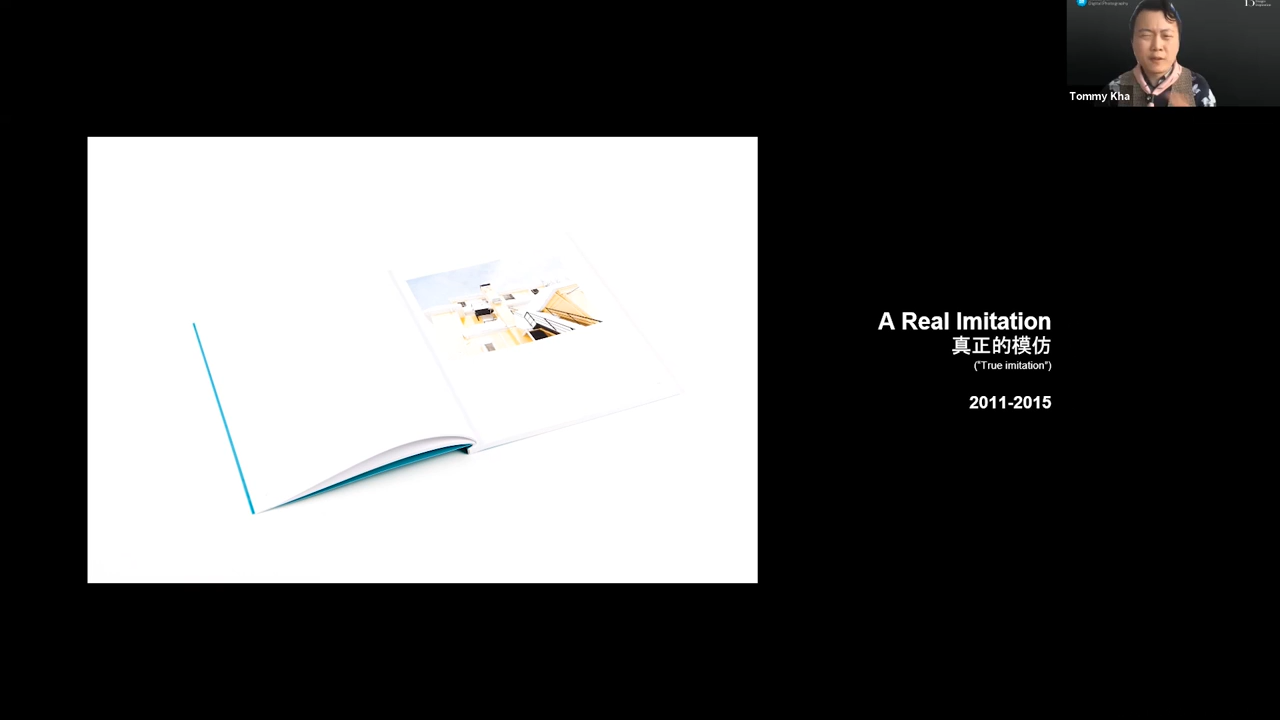 A Real Imitation
真正的模仿
("True imitation")
2011-2015
Tommy Kha